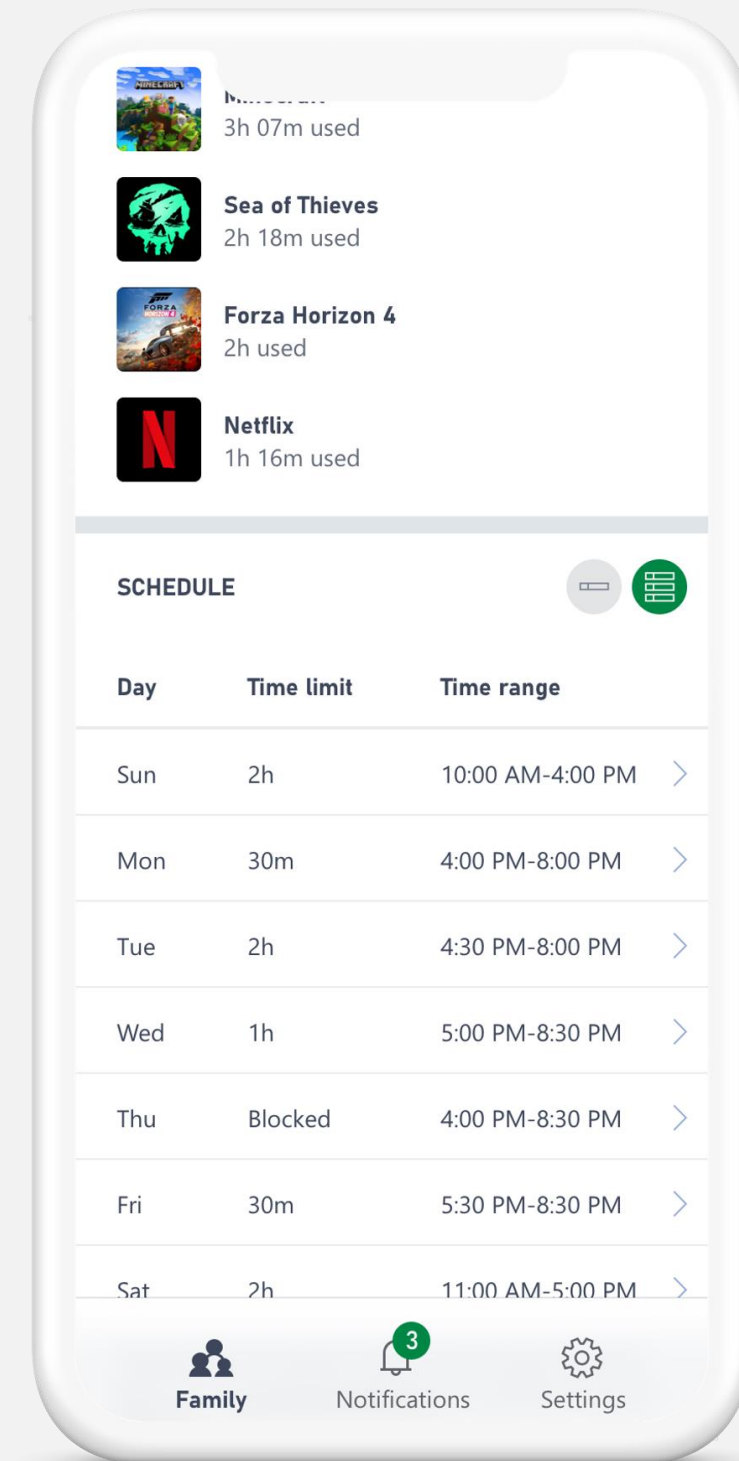 MINECRAFT
3h 07m used
Sea of Thieves
2h 18m used
FORZA
HORIZON 4
Forza Horizon 4
2h used
N
Netflix
1h 16m used
SCHEDULE
Day Time limit Time range
Sun 2h 10:00 AM-4:00 PM
Mon 30m 4:00 PM-8:00 PM
Tue 2h 4:30 PM-8:00 PM
Wed 1h 5:00 PM-8:30 PM
Thu Blocked 4:00 PM-8:30 PM
Fri 30m 5:30 PM-8:30 PM
Sat 2h 11:00 AM-5:00 PM
3
Family Notifications Settings